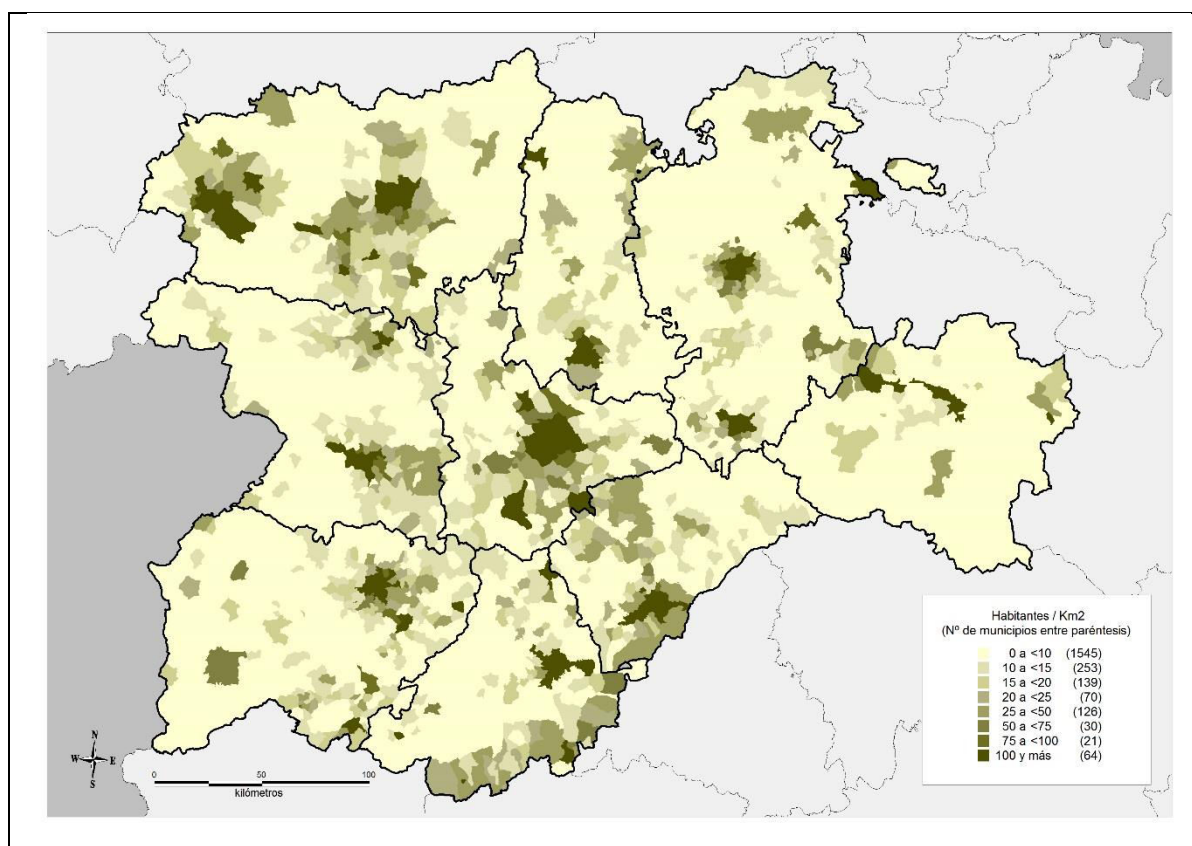 Habitantes / Km2
(Nº de municipios entre paréntesis)
0 a <10 (1545)
10 a <15 (253)
15 a <20 (139)
20 a <25 (70)
25 a <50 (126)
50 a <75 (30)
75 a <100 (21)
100 y más (64)
N
W E
S
0 50 100
kilómetros